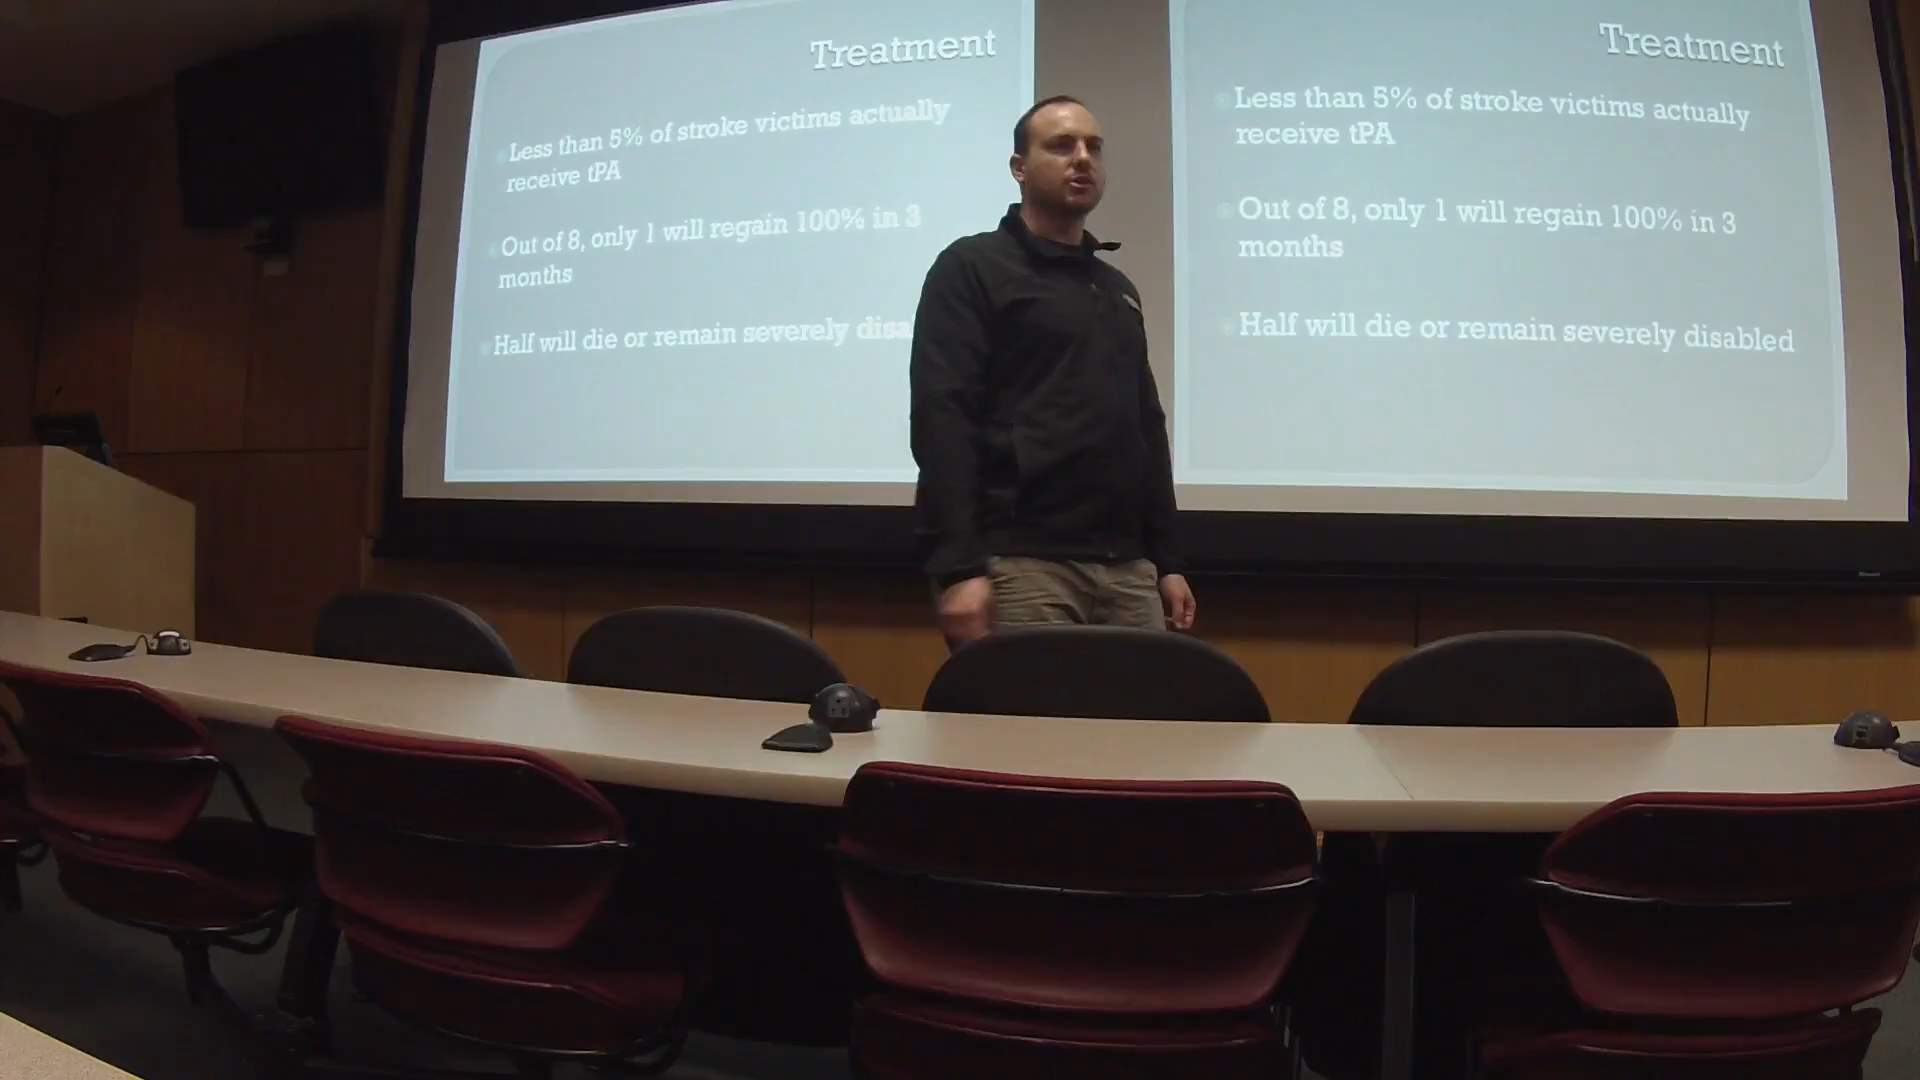 Treatment
Less than 5% of stroke victims actually
receive tPA
Out of 8, only 1 will regain 100% in 3
months
Half will die or remain severely disa
Treatment
Less than 5% of stroke victims actually
receive tPA
Out of 8, only 1 will regain 100% in 3
months
Half will die or remain severely disabled